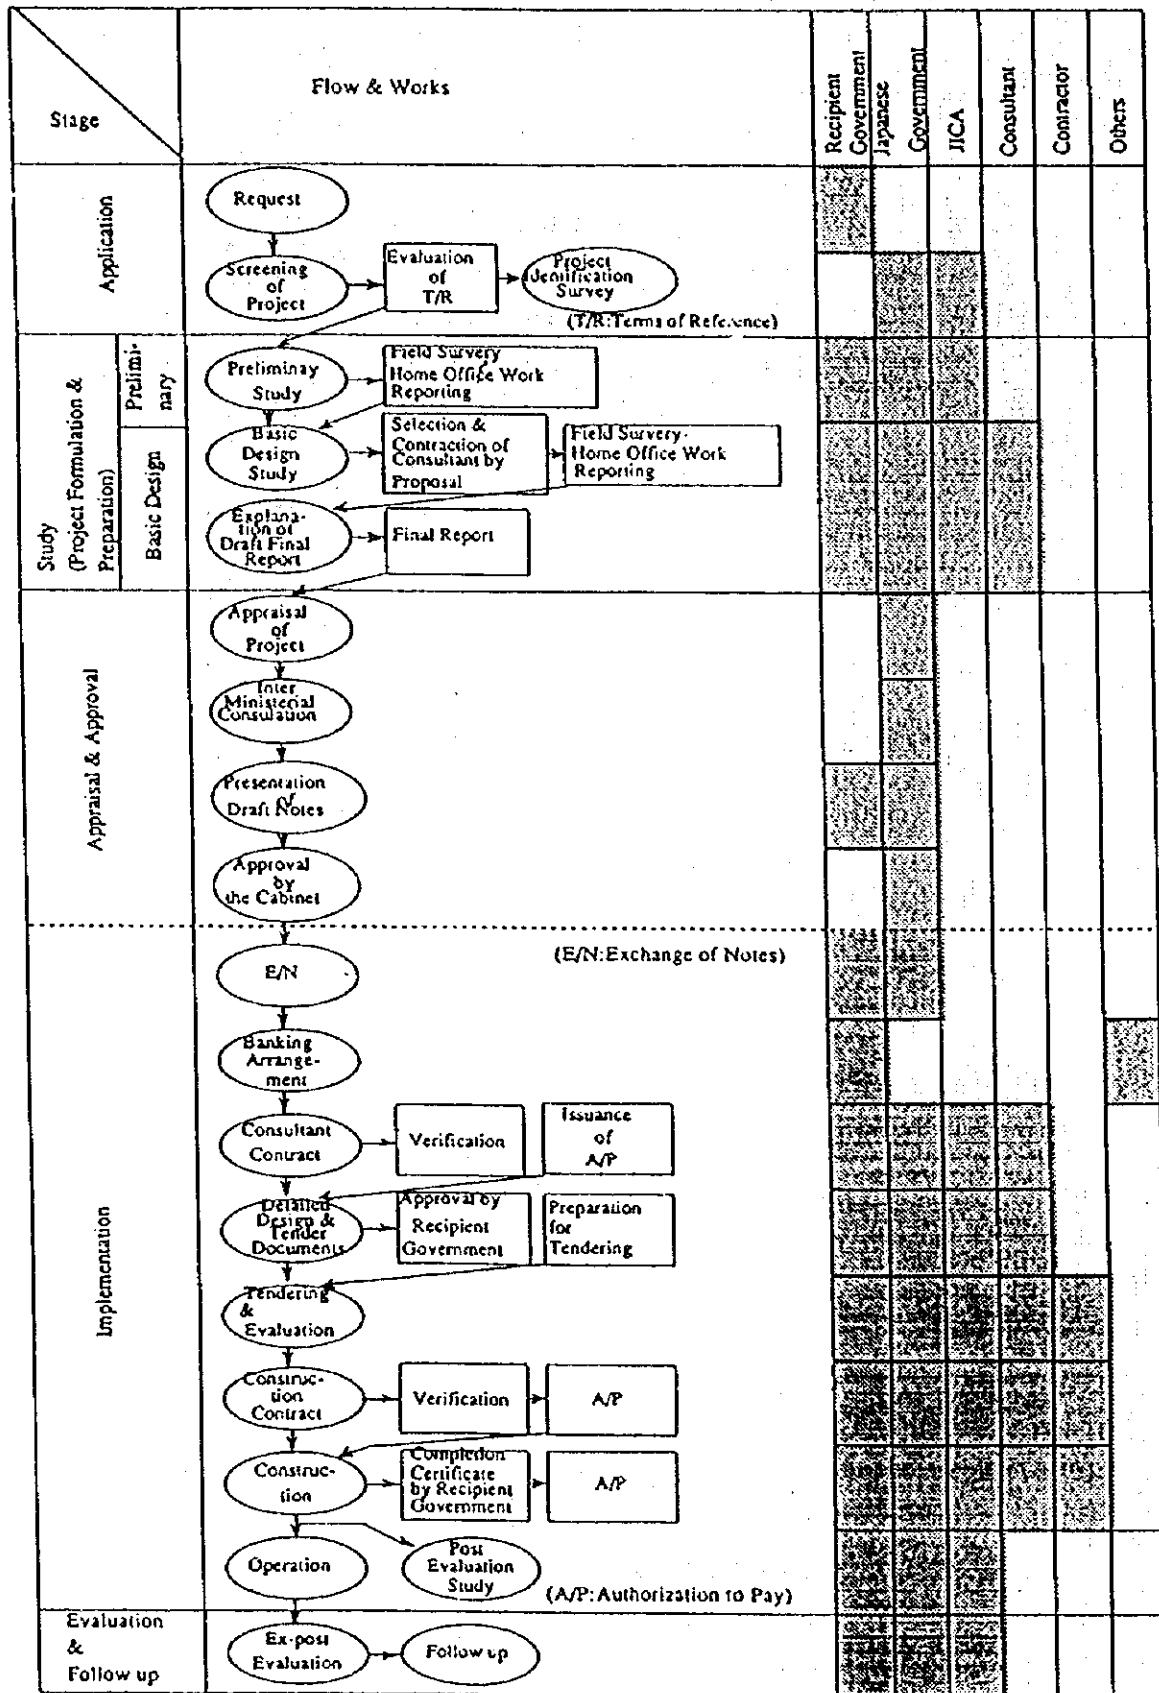 Stage
Flow & Works
Recipient
Government
Japanese
Government
JICA
Consultant
Contractor
Others
Application
Request
Screening
of
Project
Evaluation
of
T/R
Project
Identification
Survey
(T/R:Terms of Reference)
Study
(Project Formulation &
Preparation)
Prelimi-
nary
Preliminay
Study
Field Survery
Home Office Work
Reporting
Basic Design
Basic
Design
Study
Selection &
Contraction of
Consultant by
Proposal
Field Survery-
Home Office Work
Reporting
Explana-
tion of
Draft Final
Report
Final Report
Appraisal & Approval
Appraisal
of
Project
Inter
Ministerial
Consulation
Presentation
of
Draft Notes
Approval
by
the Cabinet
Implementation
E/N
(E/N:Exchange of Notes)
Banking
Arrange-
ment
Consultant
Contract
Verification
Issuance
of
A/P
Detailed
Design &
Tender
Documents
Approval by
Recipient
Government
Preparation
for
Tendering
Tendering
&
Evaluation
Construc-
tion
Contract
Verification
A/P
Construc-
tion
Completion
Certificate
by Recipient
Government
A/P
Operation
Post
Evaluation
Study
(A/P:Authorization to Pay)
Evaluation
&
Follow up
Ex-post
Evaluation
Follow up